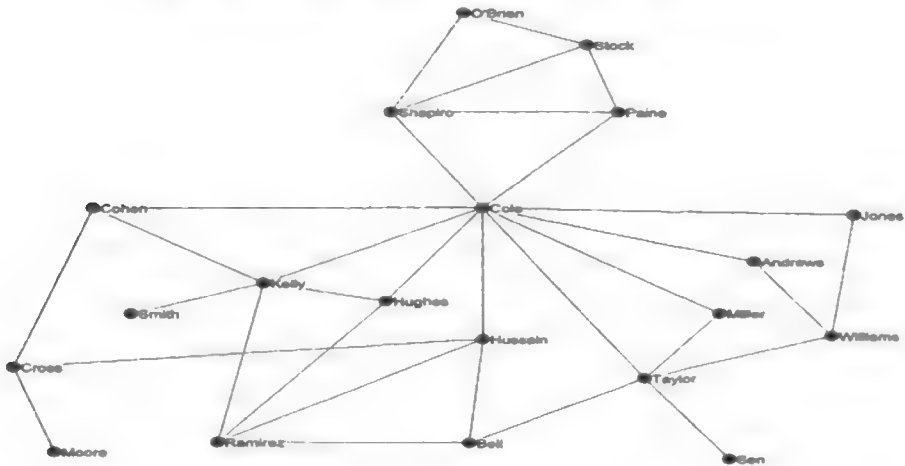 O'Brien
Stock
Shapiro
Paine
Cohen
Cole
Jones
Andrews
Kelly
Hughes
Smith
Miller
Williams
Hussain
Cross
Taylor
Ramirez
Bell
Moore
Sen